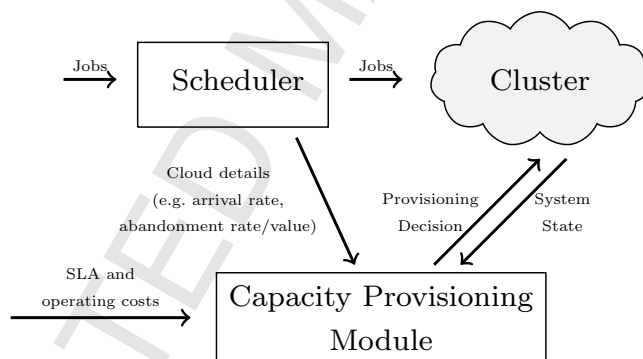 Jobs
Scheduler
Jobs
Cluster
Cloud details
(e.g. arrival rate,
abandonment rate/value)
Provisioning
Decision
System
State
SLA and
operating costs
Capacity Provisioning
Module
TED M